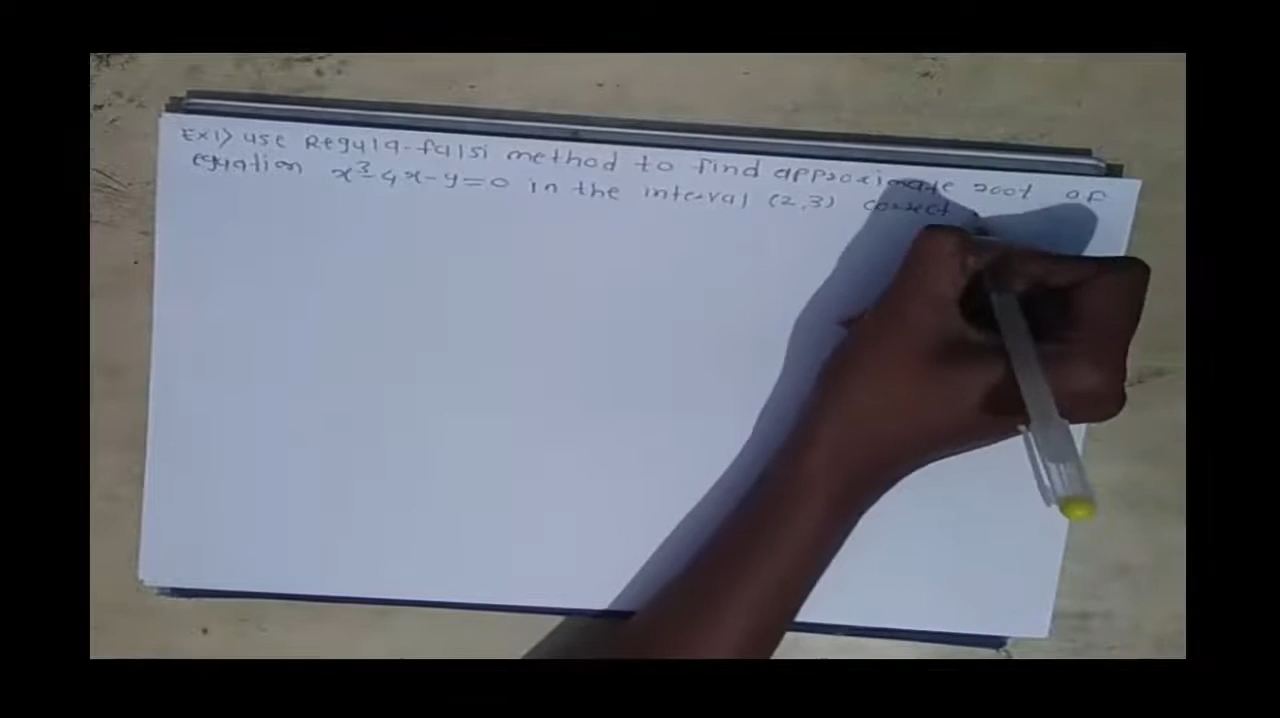 Ex1) use Regula-falsi method to find approximate root of
equation x³-4x-y=0 in the interval (2,3) correct